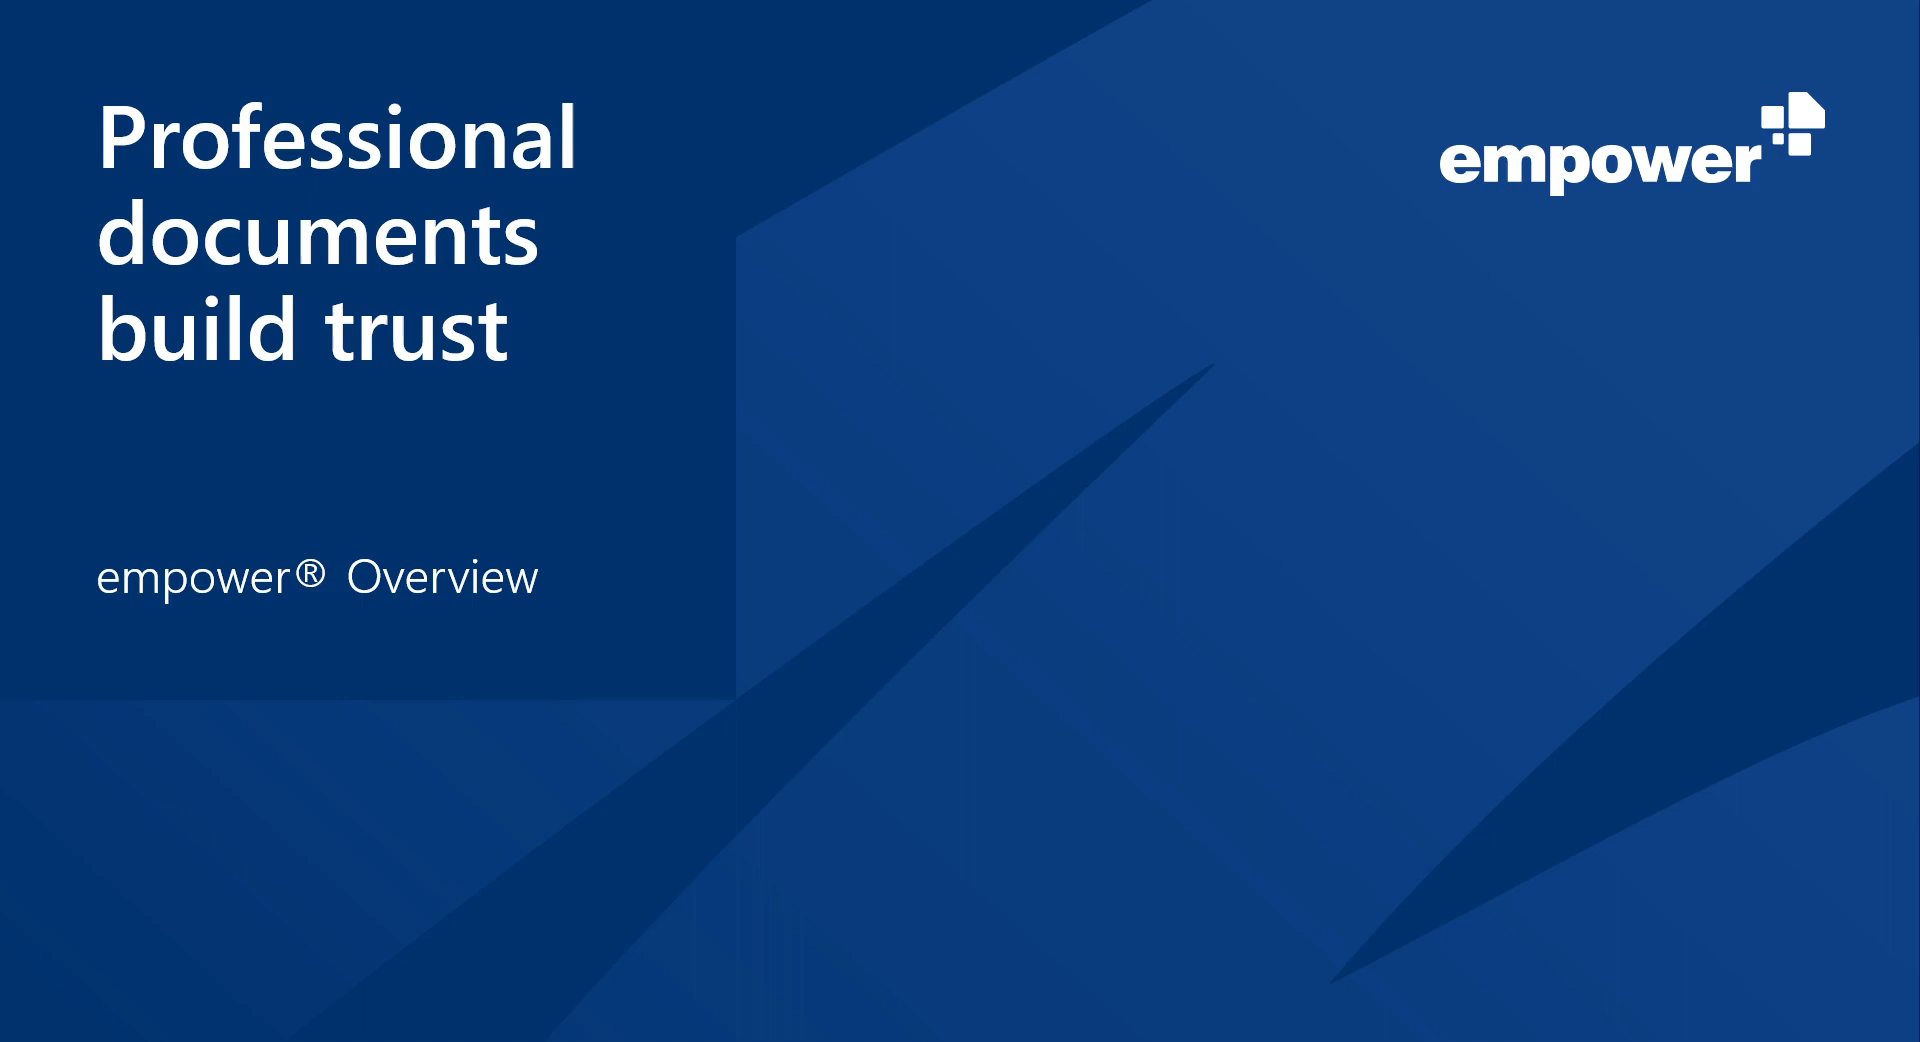 Professional
documents
build trust
empower
empower® Overview